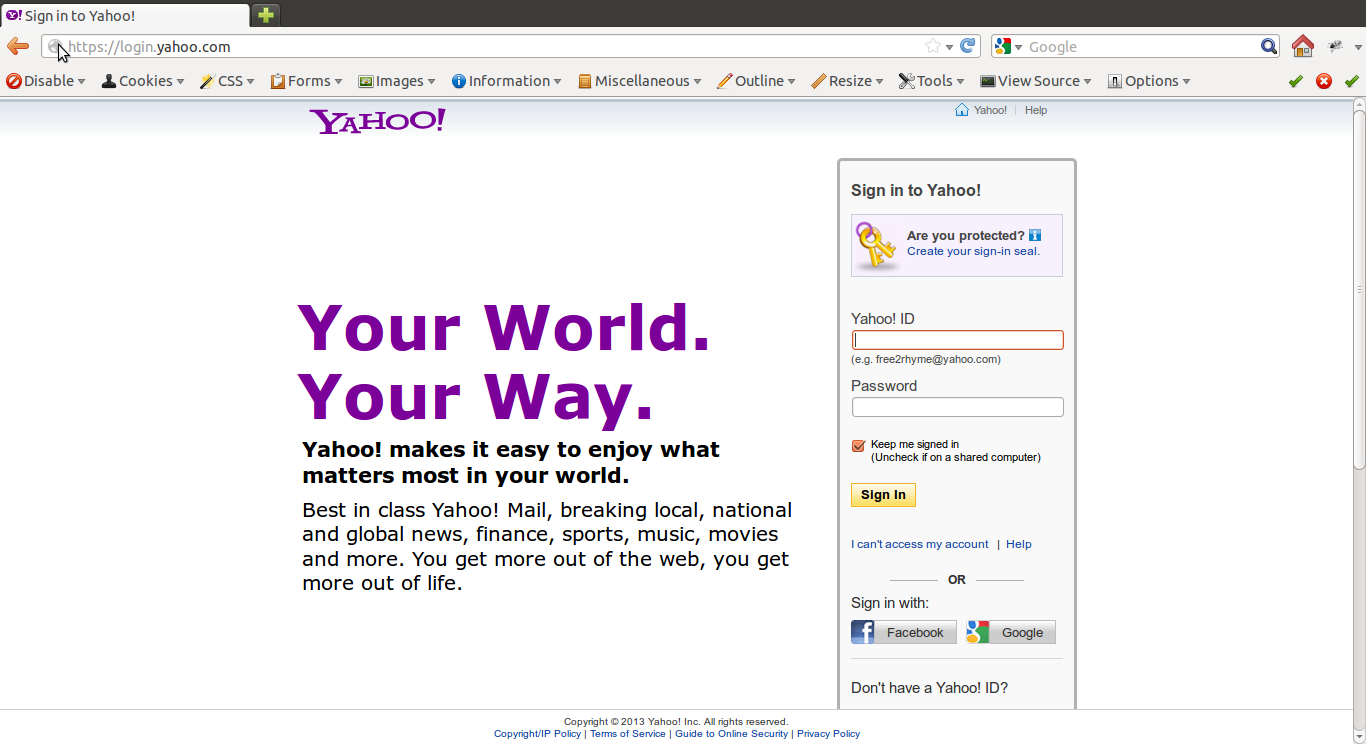 Sign in to Yahoo!
https://login.yahoo.com
Google
Disable Cookies CSS Forms Images Information Miscellaneous Outline Resize Tools View Source Options
YAHOO!
Yahoo! | Help
Sign in to Yahoo!
Are you protected?
Create your sign-in seal.
Your World.
Your Way.
Yahoo! makes it easy to enjoy what
matters most in your world.
Best in class Yahoo! Mail, breaking local, national
and global news, finance, sports, music, movies
and more. You get more out of the web, you get
more out of life.
Yahoo! ID
(e.g. free2rhyme@yahoo.com)
Password
Keep me signed in
(Uncheck if on a shared computer)
Sign In
I can't access my account | Help
OR
Sign in with:
Facebook Google
Don't have a Yahoo! ID?
Copyright © 2013 Yahoo! Inc. All rights reserved.
Copyright/IP Policy | Terms of Service | Guide to Online Security | Privacy Policy